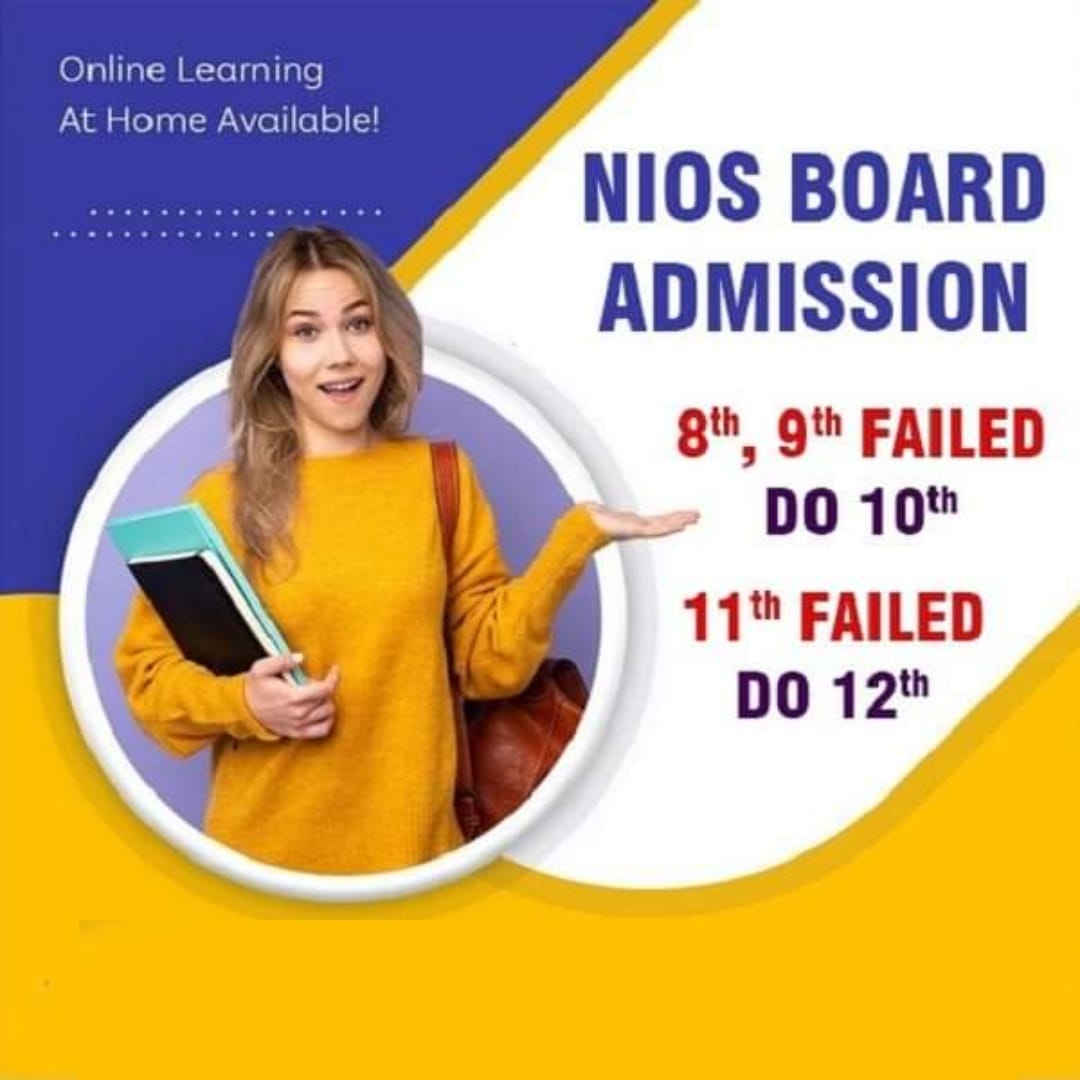 Online Learning
At Home Available!
NIOS BOARD
ADMISSION
8th, 9th FAILED
DO 10th
11th FAILED
DO 12th